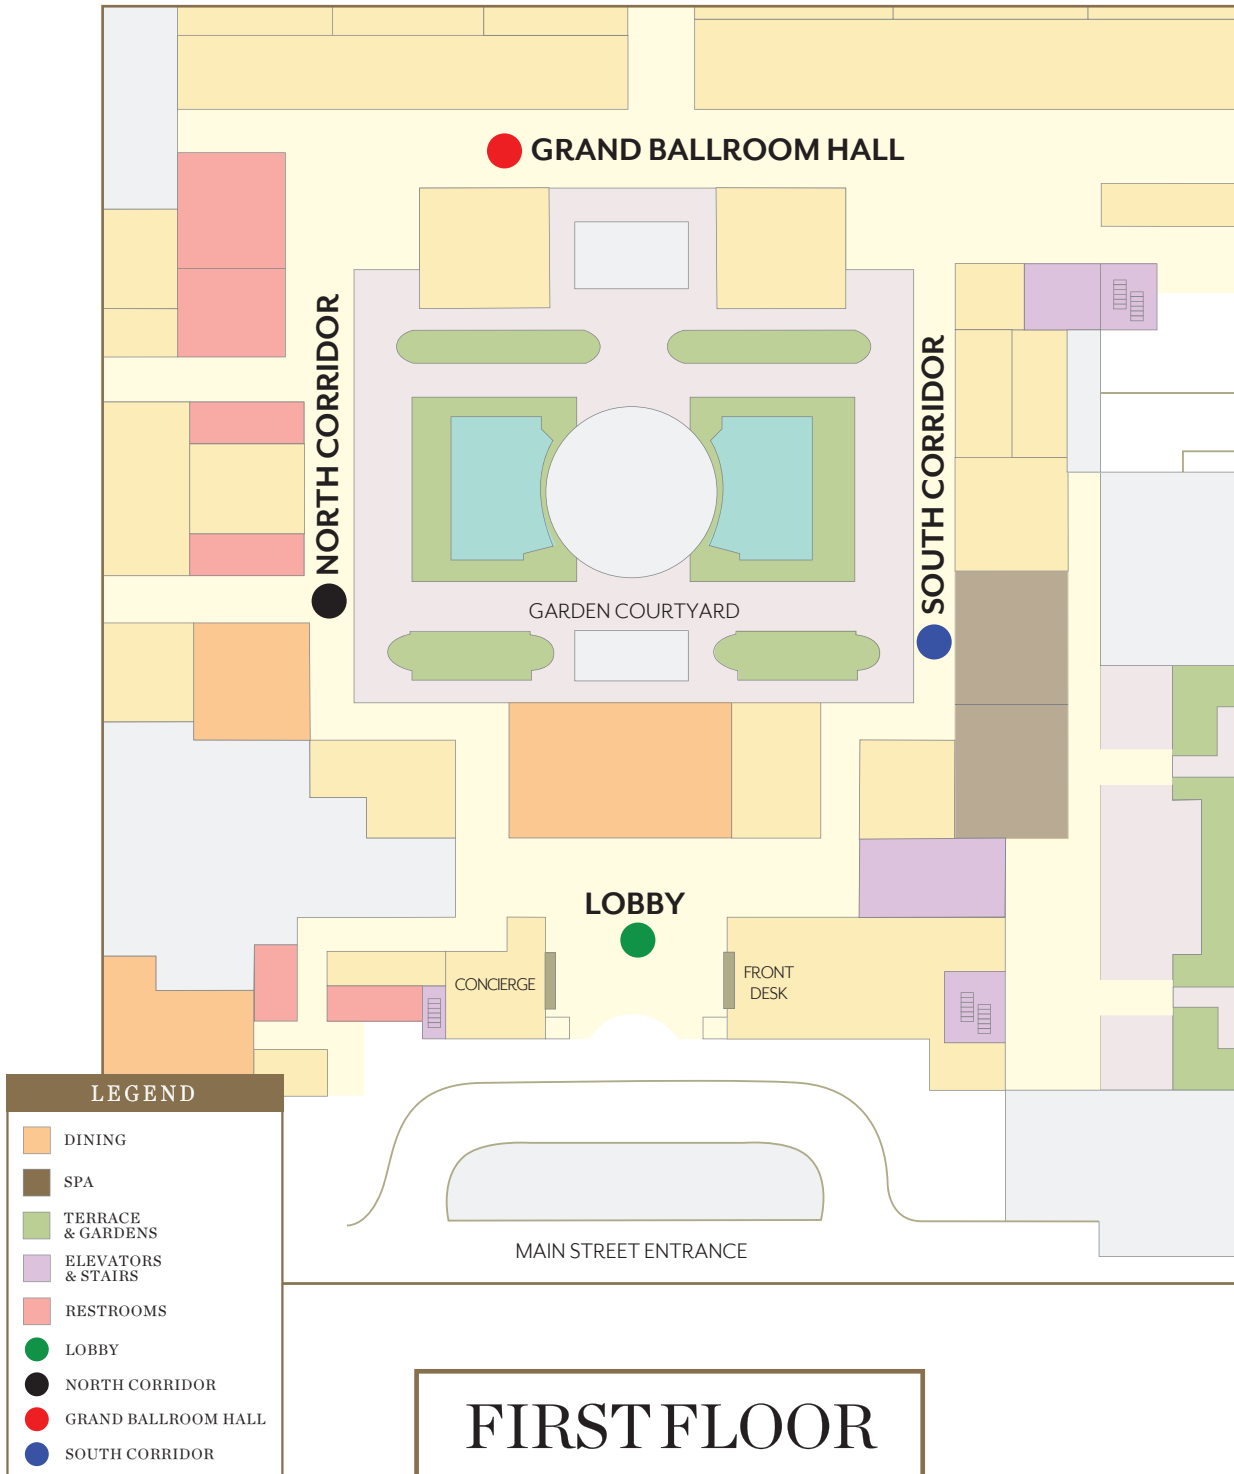 GRAND BALLROOM HALL
NORTH CORRIDOR
SOUTH CORRIDOR
GARDEN COURTYARD
LOBBY
CONCIERGE
FRONT
DESK
MAIN STREET ENTRANCE
LEGEND
DINING
SPA
TERRACE
& GARDENS
ELEVATORS
& STAIRS
RESTROOMS
LOBBY
NORTH CORRIDOR
GRAND BALLROOM HALL
SOUTH CORRIDOR
FIRST FLOOR